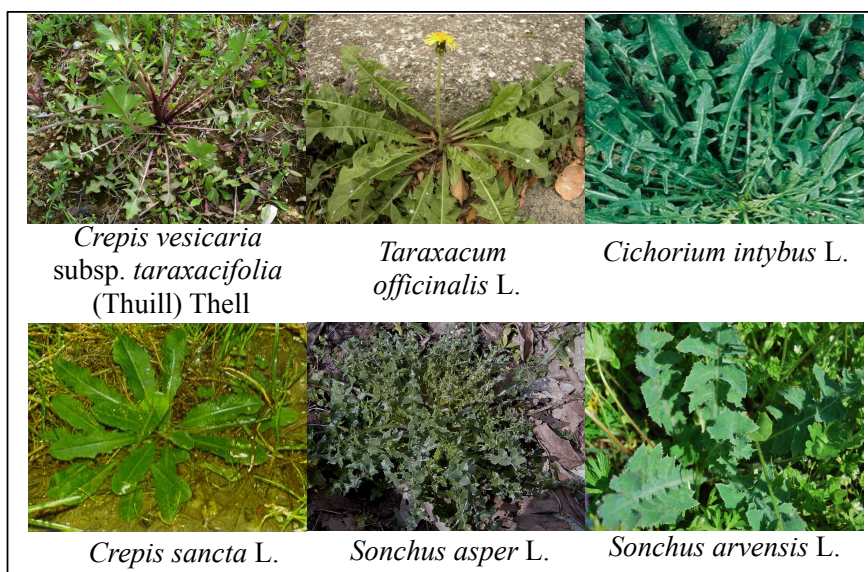 Crepis vesicaria
subsp. taraxacifolia
(Thuill) Thell
Taraxacum
officinalis L.
Cichorium intybus L.
Crepis sancta L.
Sonchus asper L.
Sonchus arvensis L.